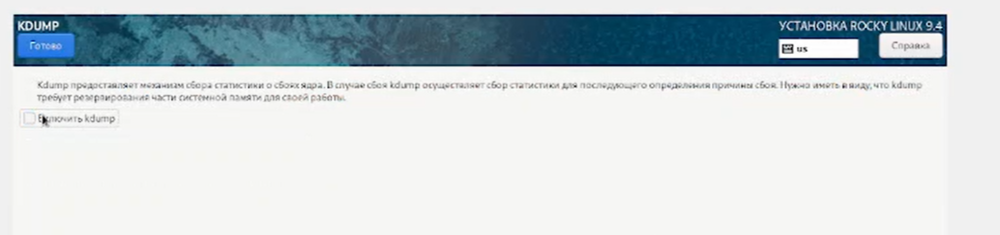 KDUMP
УСТАНОВКА ROCKY LINUX 9.4
Готово
us
Справка
Kdump предоставляет механизм сбора статистики о сбоях ядра. В случае сбоя kdump осуществляет сбор статистики для последующего определения причины сбоя. Нужно иметь в виду, что kdump
требует резервирования части системной памяти для своей работы.
Включить kdump